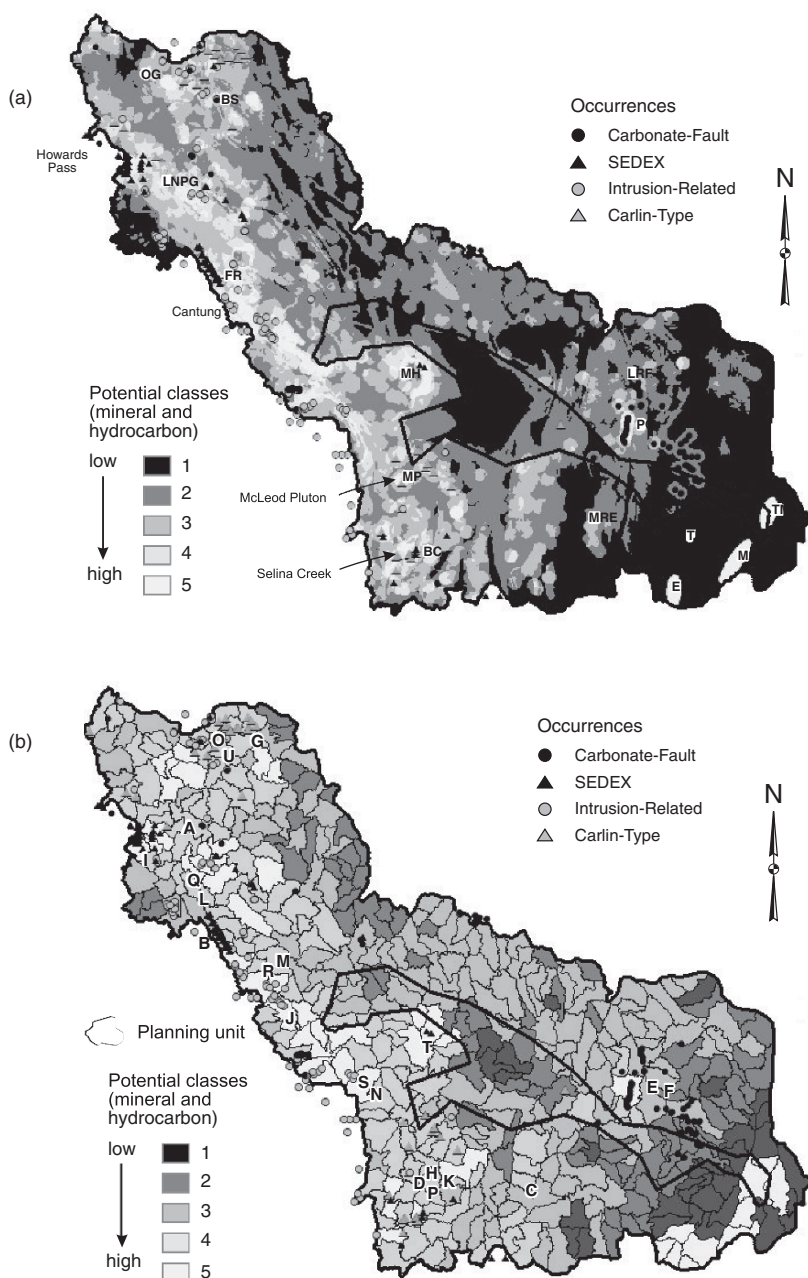 (a)
OG
BS
Occurrences
Carbonate-Fault
SEDEX
Intrusion-Related
Carlin-Type
N
Howards
Pass
LNPG
FR
Cantung
Potential classes
(mineral and
hydrocarbon)
low
high
1
2
3
4
5
MH
LRF
P
McLeod Pluton
MP
MRE
Selina Creek
BC
T
TI
M
E
(b)
Occurrences
Carbonate-Fault
SEDEX
Intrusion-Related
Carlin-Type
N
O
G
U
A
I
Q
L
B
M
R
J
Planning unit
Potential classes
(mineral and
hydrocarbon)
low
high
1
2
3
4
5
T
S
N
E
F
H
D
K
P
C